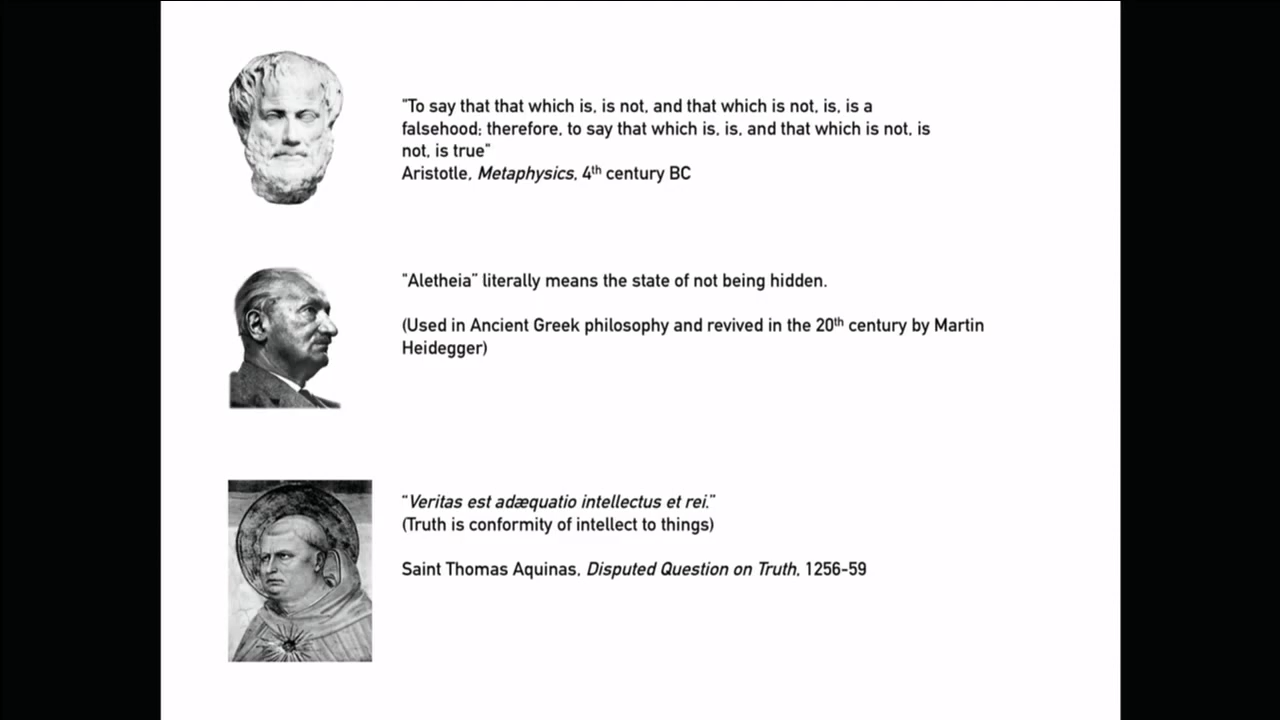 "To say that that which is, is not, and that which is not, is, is a
falsehood; therefore, to say that which is, is, and that which is not, is
not, is true"
Aristotle, Metaphysics, 4th century BC
"Aletheia" literally means the state of not being hidden.
(Used in Ancient Greek philosophy and revived in the 20th century by Martin
Heidegger)
"Veritas est adæquatio intellectus et rei."
(Truth is conformity of intellect to things)
Saint Thomas Aquinas, Disputed Question on Truth, 1256-59